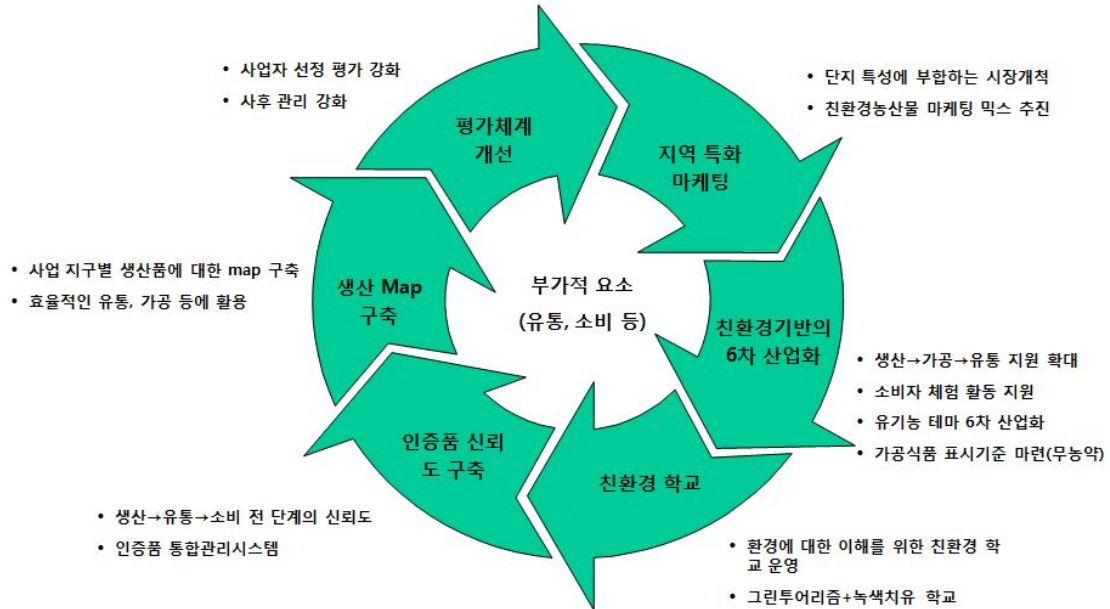 • 사업자 선정 평가 강화
• 사후 관리 강화
• 단지 특성에 부합하는 시장개척
• 친환경농산물 마케팅 믹스 추진
평가체계
개선
지역 특화
마케팅
• 사업 지구별 생산품에 대한 map 구축
• 효율적인 유통, 가공 등에 활용
생산 Map
구축
부가적 요소
(유통, 소비 등)
친환경기반의
6차 산업화
• 생산→가공→유통 지원 확대
• 소비자 체험 활동 지원
• 유기농 테마 6차 산업화
• 가공식품 표시기준 마련(무농약)
인증품 신뢰
도 구축
친환경 학교
• 생산→유통→소비 전 단계의 신뢰도
• 인증품 통합관리시스템
• 환경에 대한 이해를 위한 친환경 학
교 운영
• 그린투어리즘+녹색치유 학교